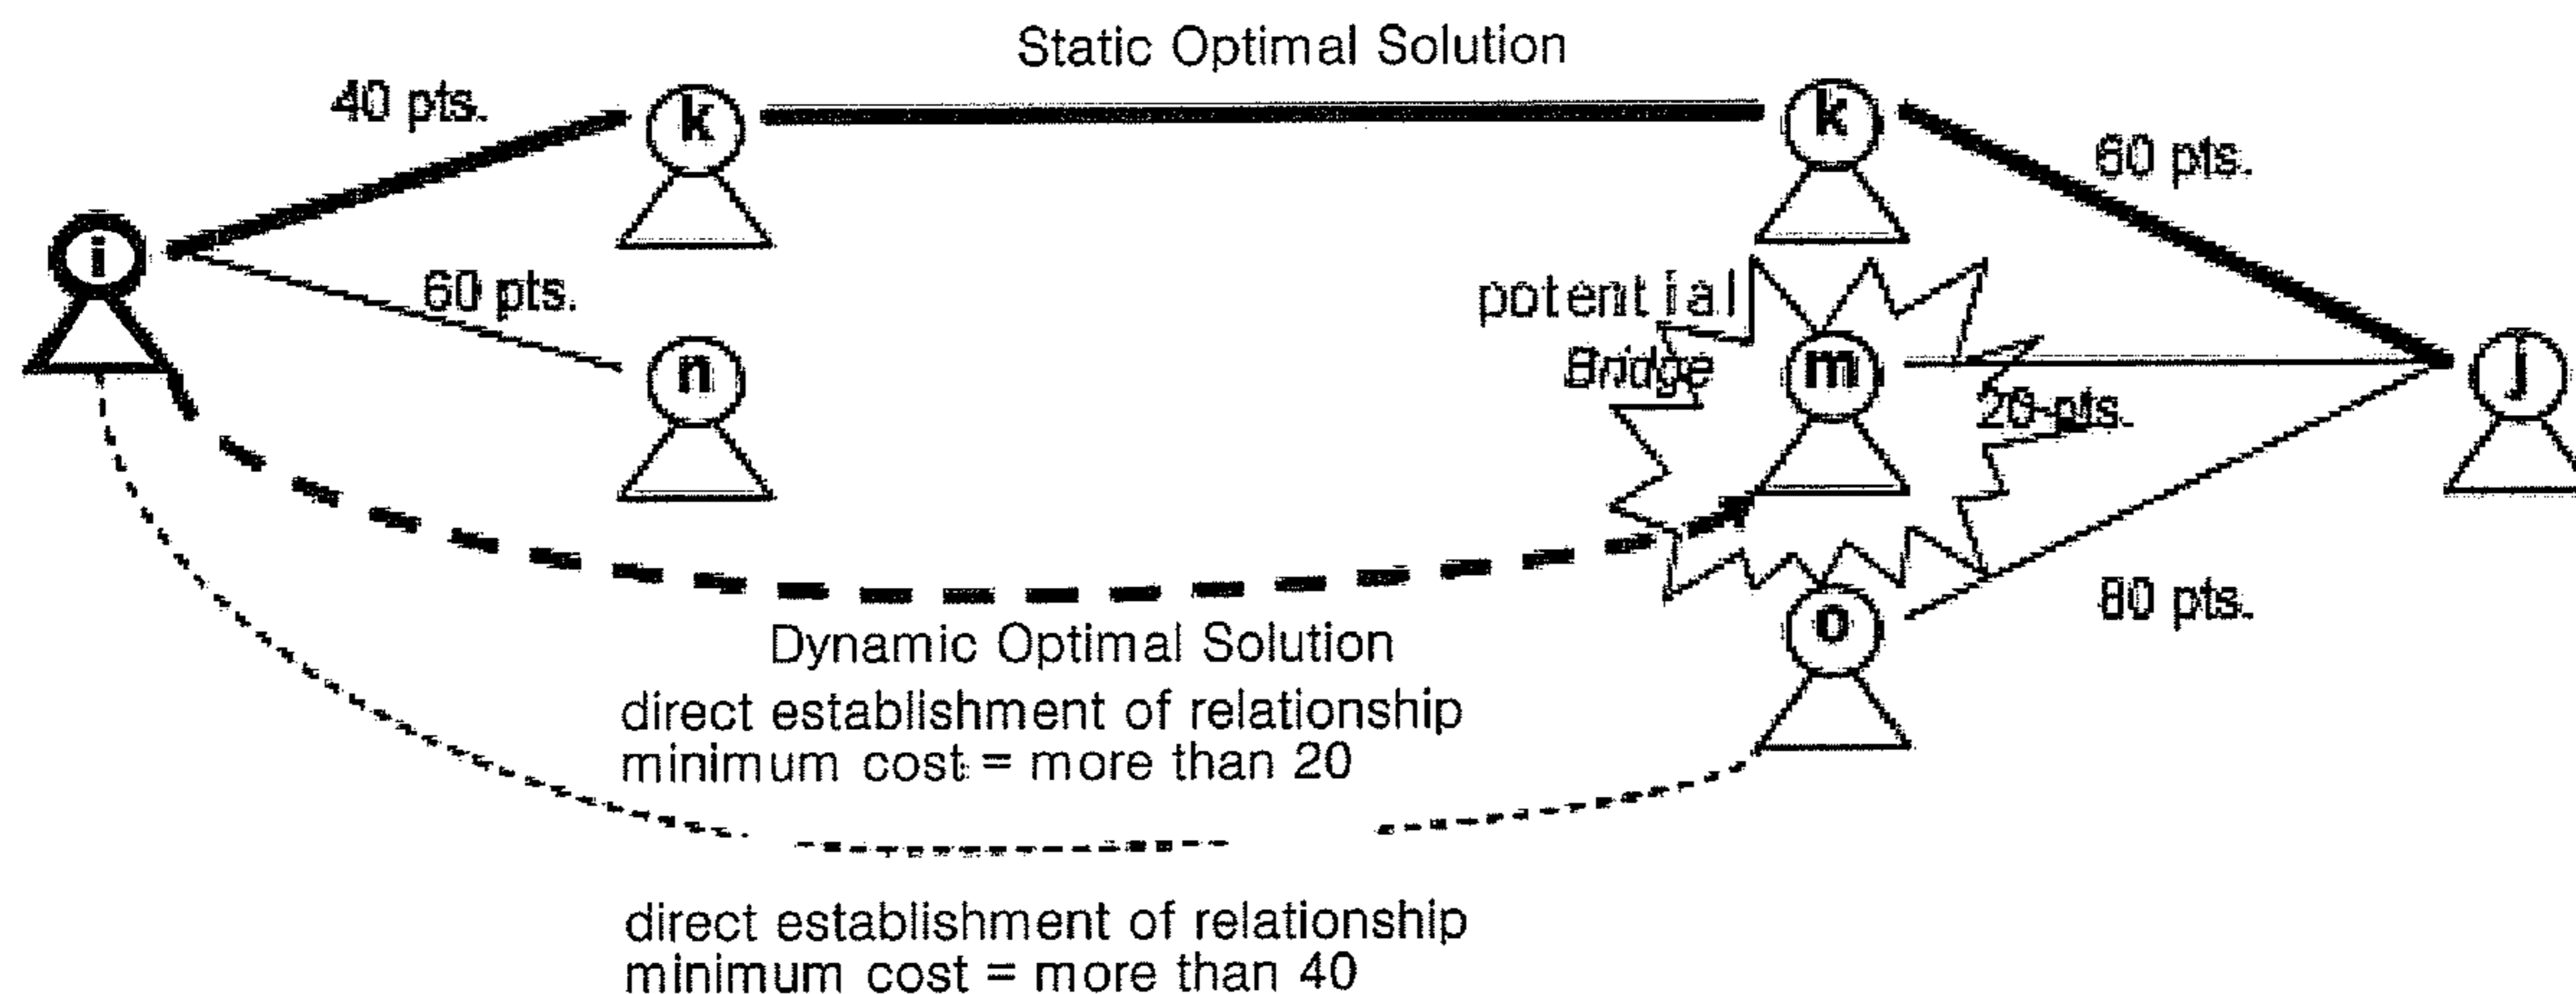 Static Optimal Solution
40 pts.
k
k
60 pts.
i
60 pts.
potential
Bridge
n
m
j
20 pts.
o
80 pts.
Dynamic Optimal Solution
direct establishment of relationship
minimum cost = more than 20
direct establishment of relationship
minimum cost = more than 40